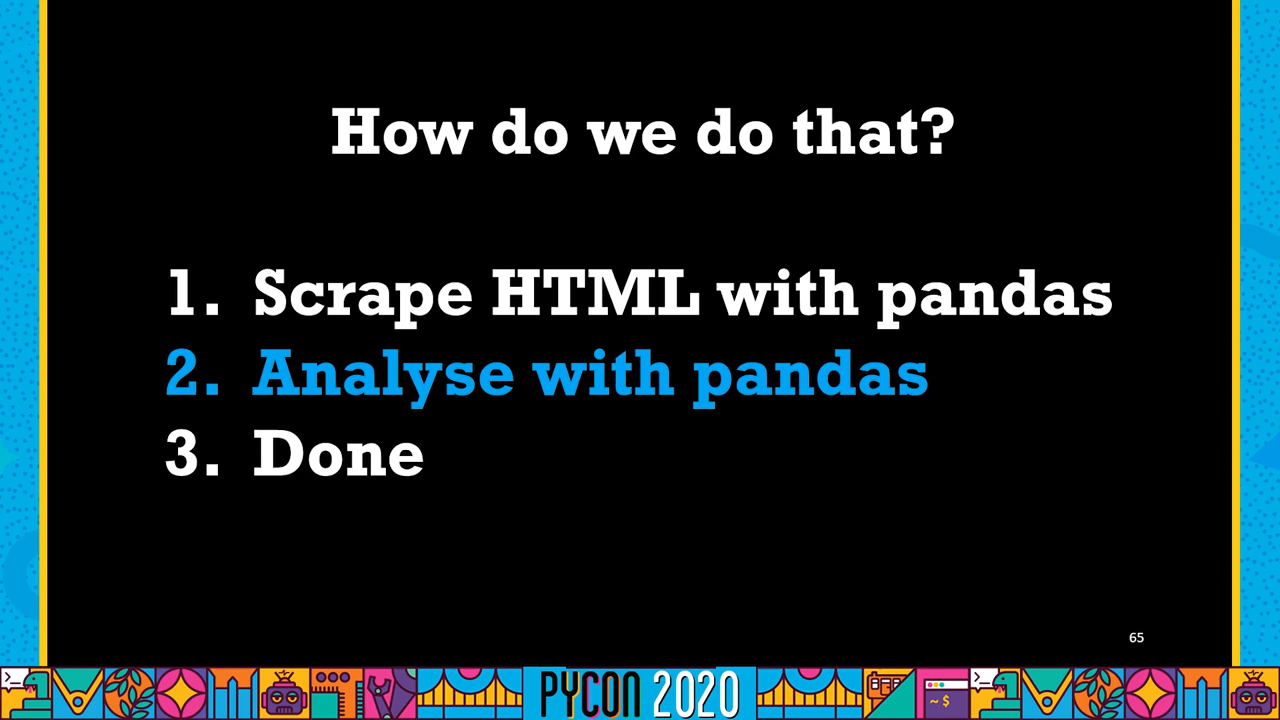 How do we do that?
1. Scrape HTML with pandas
2. Analyse with pandas
3. Done
65
~ $
PYCON 2020